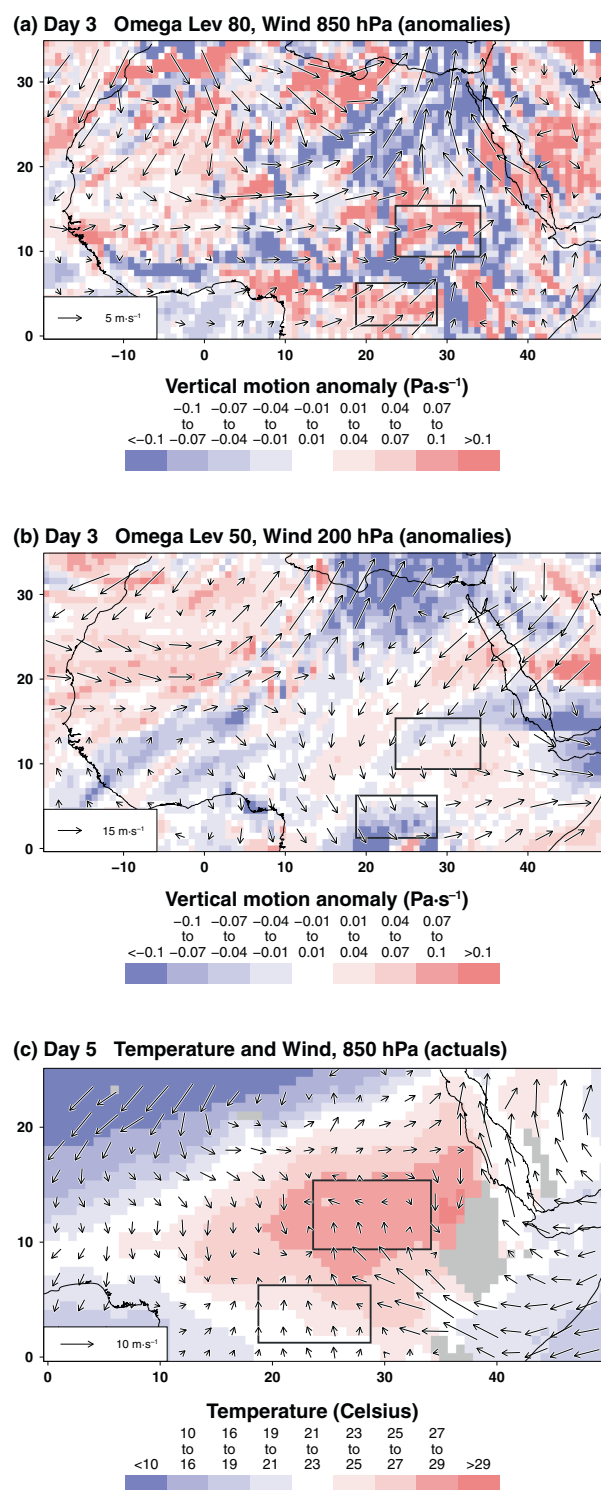 (a) Day 3 Omega Lev 80, Wind 850 hPa (anomalies)
30
20
10
0
5 m·s⁻¹
−10 0 10 20 30 40
Vertical motion anomaly (Pa·s⁻¹)
−0.1 −0.07 −0.04 −0.01 0.01 0.04 0.07
to to to to to to to
<−0.1 −0.07 −0.04 −0.01 0.01 0.04 0.07 0.1 >0.1
(b) Day 3 Omega Lev 50, Wind 200 hPa (anomalies)
30
20
10
0
15 m·s⁻¹
−10 0 10 20 30 40
Vertical motion anomaly (Pa·s⁻¹)
−0.1 −0.07 −0.04 −0.01 0.01 0.04 0.07
to to to to to to to
<−0.1 −0.07 −0.04 −0.01 0.01 0.04 0.07 0.1 >0.1
(c) Day 5 Temperature and Wind, 850 hPa (actuals)
20
10
0
10 m·s⁻¹
0 10 20 30 40
Temperature (Celsius)
10 16 19 21 23 25 27
to to to to to to to
<10 16 19 21 23 25 27 29 >29